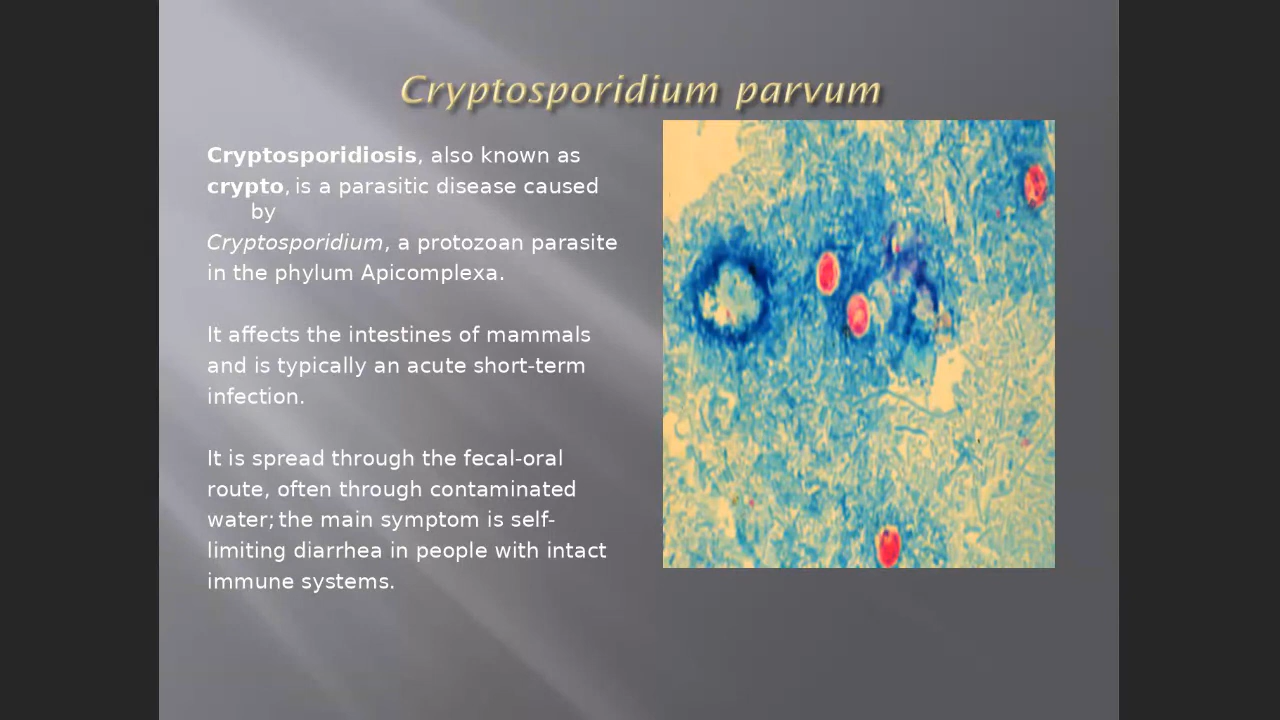 Cryptosporidium parvum
Cryptosporidiosis, also known as
crypto, is a parasitic disease caused
by
Cryptosporidium, a protozoan parasite
in the phylum Apicomplexa.
It affects the intestines of mammals
and is typically an acute short-term
infection.
It is spread through the fecal-oral
route, often through contaminated
water; the main symptom is self-
limiting diarrhea in people with intact
immune systems.